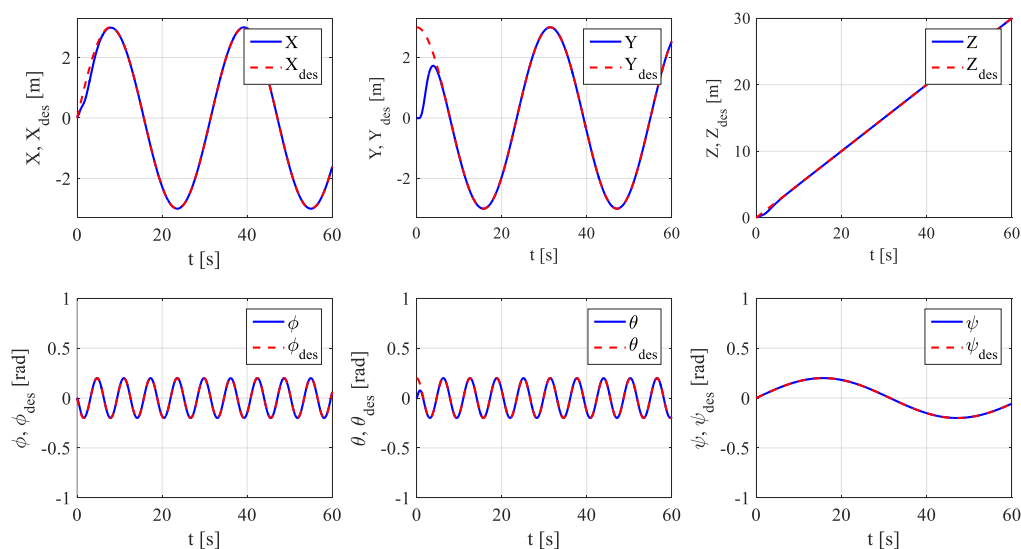 X, X_des [m]
2
0
-2
X
X_des
0 20 40 60
t [s]
Y, Y_des [m]
2
0
-2
Y
Y_des
0 20 40 60
t [s]
Z, Z_des [m]
30
20
10
0
Z
Z_des
0 20 40 60
t [s]
ϕ, ϕ_des [rad]
1
0.5
0
-0.5
-1
ϕ
ϕ_des
0 20 40 60
t [s]
θ, θ_des [rad]
1
0.5
0
-0.5
-1
θ
θ_des
0 20 40 60
t [s]
ψ, ψ_des [rad]
1
0.5
0
-0.5
-1
ψ
ψ_des
0 20 40 60
t [s]